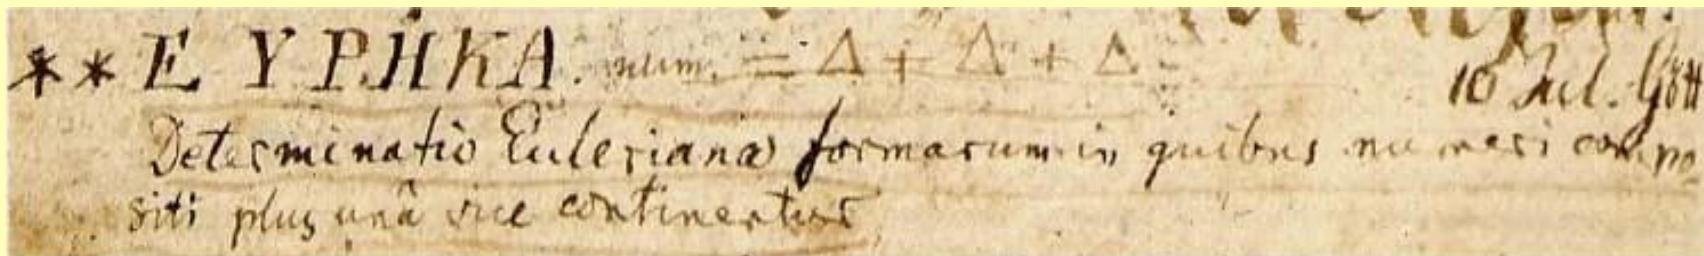 ** ΕΥΡΗΚΑ. num. = Δ + Δ + Δ.
10 Jul. Gött
Determinatio Euleriana formarum in quibus numeri compo-
siti plus unâ vice continentur